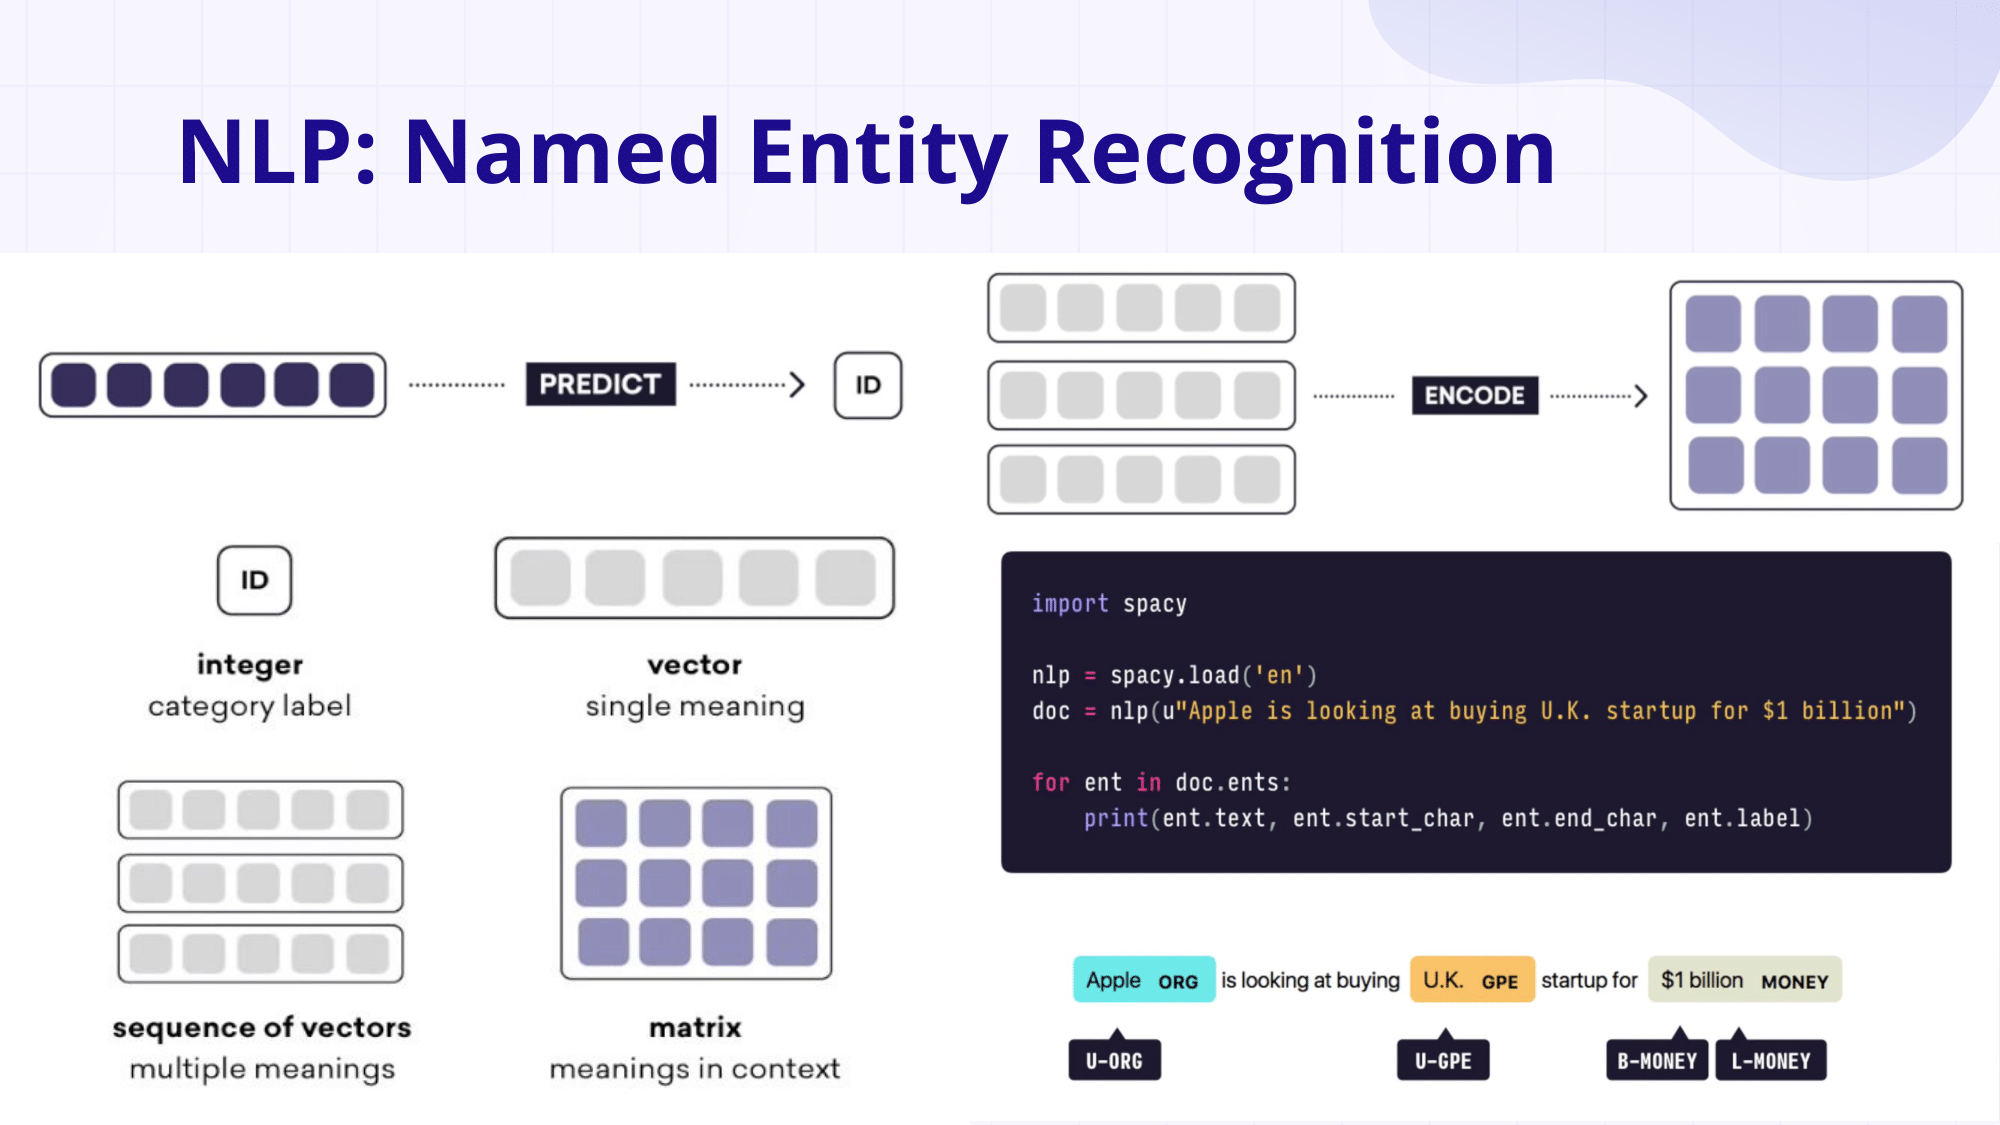 NLP: Named Entity Recognition
PREDICT
ID
ENCODE
ID
integer
category label
vector
single meaning
sequence of vectors
multiple meanings
matrix
meanings in context
import spacy
nlp = spacy.load('en')
doc = nlp(u"Apple is looking at buying U.K. startup for $1 billion")
for ent in doc.ents:
print(ent.text, ent.start_char, ent.end_char, ent.label)
Apple ORG is looking at buying U.K. GPE startup for $1 billion MONEY
U-ORG U-GPE B-MONEY L-MONEY